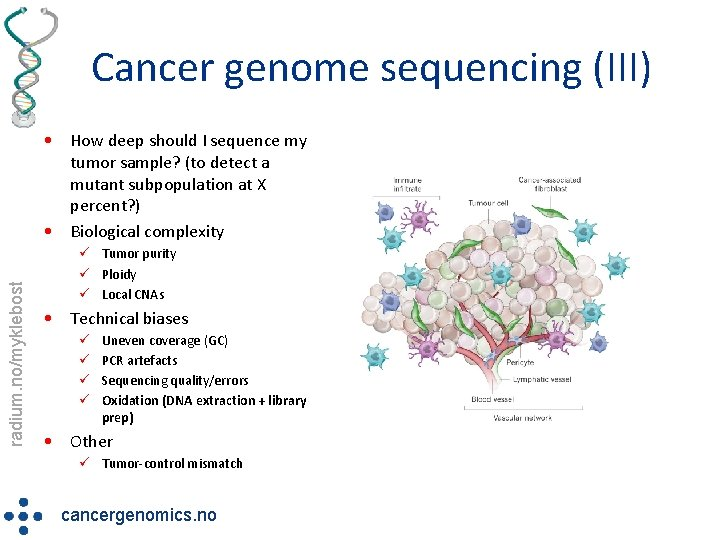 Cancer genome sequencing (III)
• How deep should I sequence my
tumor sample? (to detect a
mutant subpopulation at X
percent?)
• Biological complexity
✓ Tumor purity
✓ Ploidy
✓ Local CNAs
• Technical biases
✓ Uneven coverage (GC)
✓ PCR artefacts
✓ Sequencing quality/errors
✓ Oxidation (DNA extraction + library
prep)
• Other
✓ Tumor-control mismatch
Immune
infiltrate
Cancer-associated
fibroblast
Tumour cell
Pericyte
Lymphatic vessel
Blood vessel
Vascular network
radium.no/myklebost
cancergenomics.no